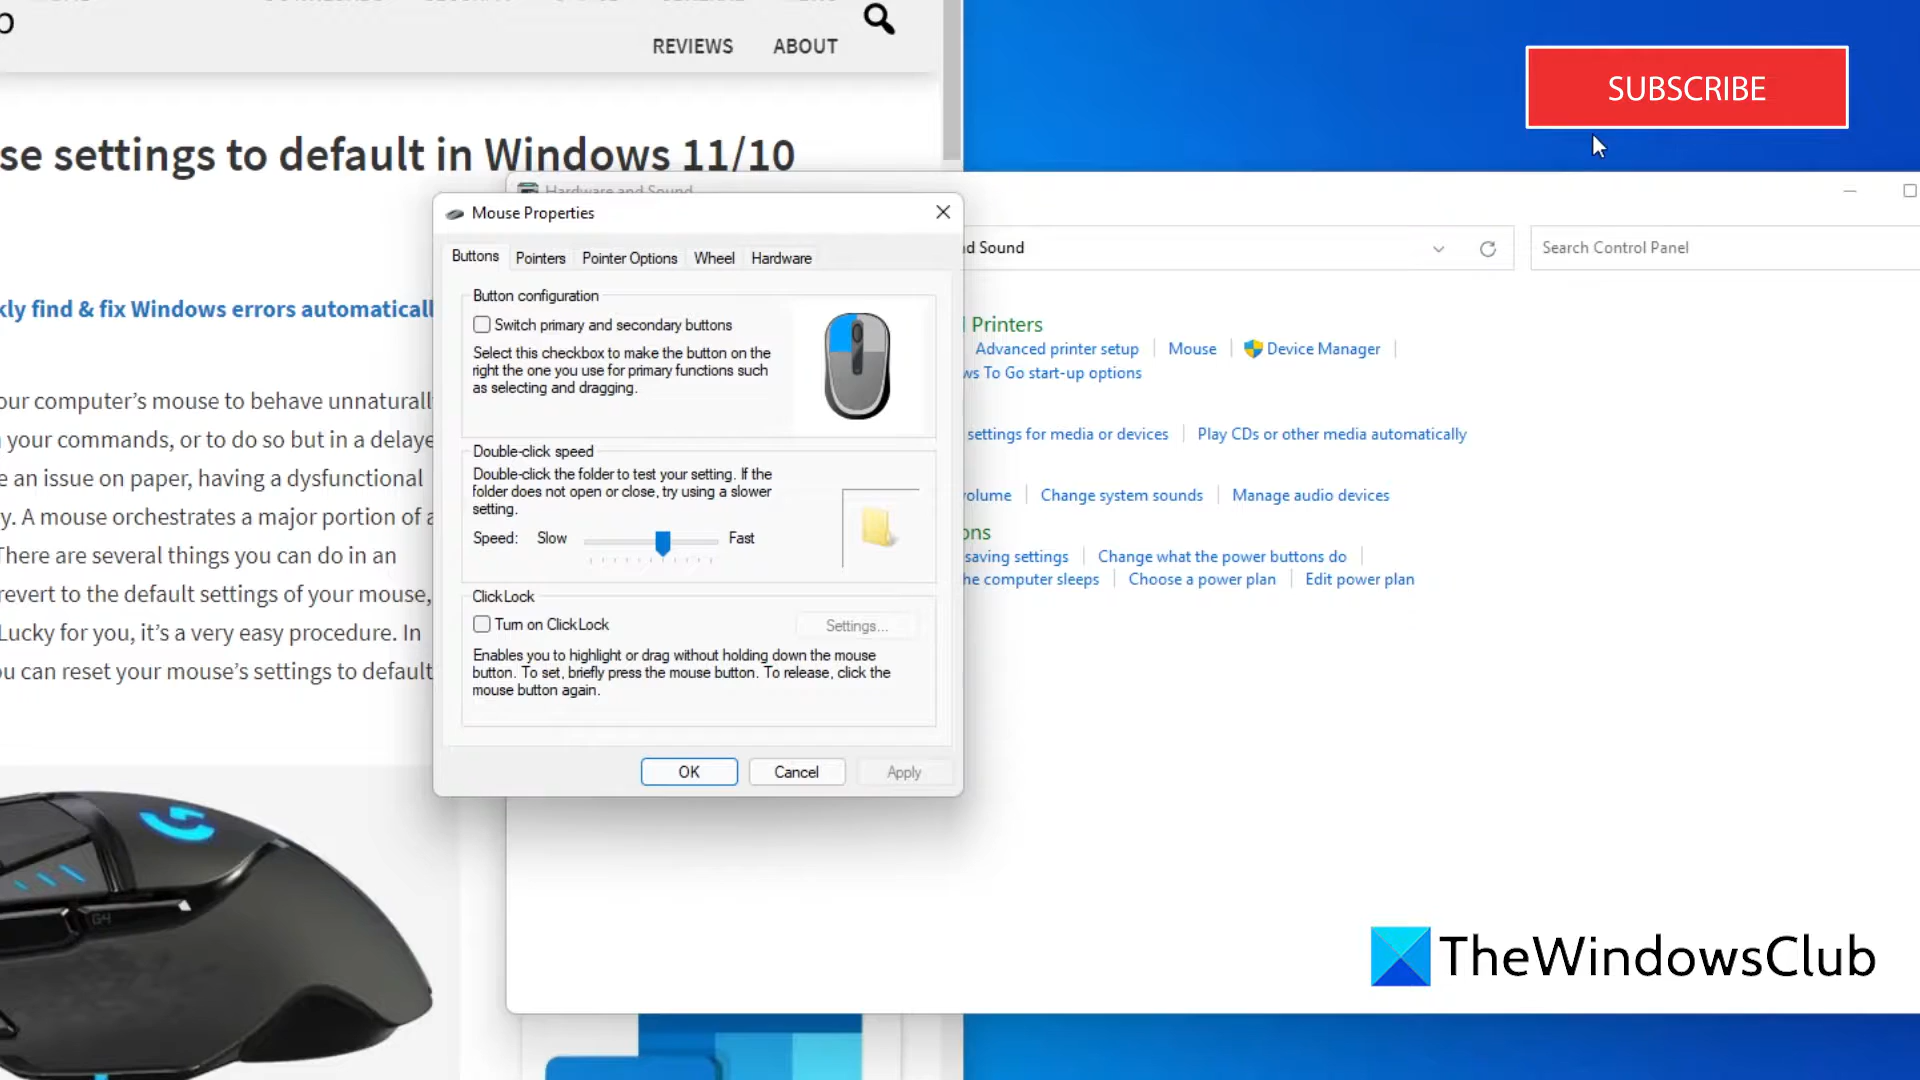 REVIEWS ABOUT
SUBSCRIBE
se settings to default in Windows 11/10
Hardware and Sound
Mouse Properties
Buttons Pointers Pointer Options Wheel Hardware
d Sound
Search Control Panel
kly find & fix Windows errors automaticall
Button configuration
Switch primary and secondary buttons
Select this checkbox to make the button on the
right the one you use for primary functions such
as selecting and dragging.
Printers
Advanced printer setup Mouse Device Manager
ws To Go start-up options
settings for media or devices Play CDs or other media automatically
volume Change system sounds Manage audio devices
ons
saving settings Change what the power buttons do
he computer sleeps Choose a power plan Edit power plan
our computer’s mouse to behave unnaturall
your commands, or to do so but in a delaye
e an issue on paper, having a dysfunctional
y. A mouse orchestrates a major portion of a
There are several things you can do in an
revert to the default settings of your mouse,
Lucky for you, it’s a very easy procedure. In
u can reset your mouse’s settings to default
Double-click speed
Double-click the folder to test your setting. If the
folder does not open or close, try using a slower
setting.
Speed: Slow Fast
ClickLock
Turn on ClickLock Settings...
Enables you to highlight or drag without holding down the mouse
button. To set, briefly press the mouse button. To release, click the
mouse button again.
OK Cancel Apply
G4
TheWindowsClub